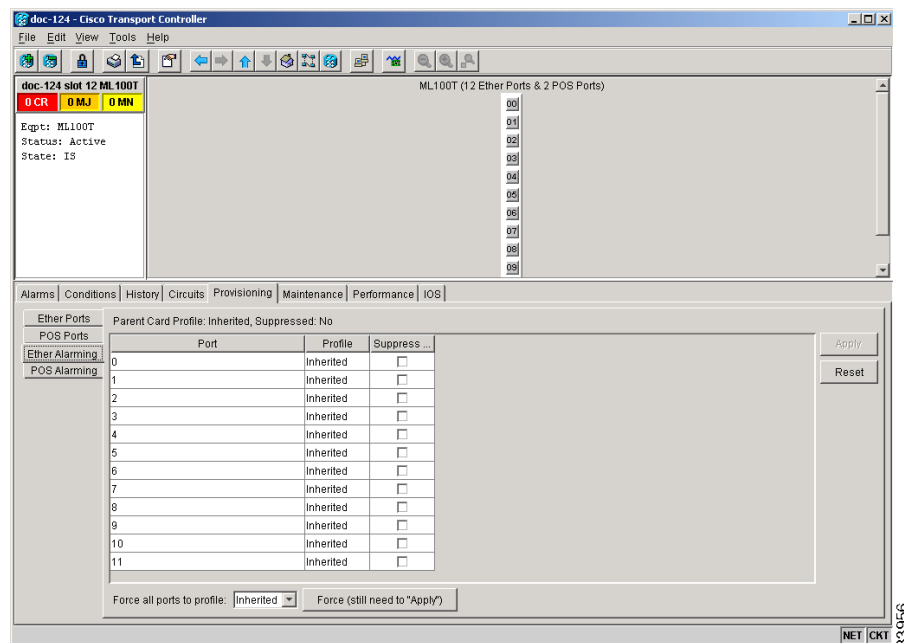 doc-124 - Cisco Transport Controller
File Edit View Tools Help
doc-124 slot 12 ML100T
0 CR 0 MJ 0 MN
Eqpt: ML100T
Status: Active
State: IS
ML100T (12 Ether Ports & 2 POS Ports)
00
01
02
03
04
05
06
07
08
09
Alarms Conditions History Circuits Provisioning Maintenance Performance IOS
Ether Ports
POS Ports
Ether Alarming
POS Alarming
Parent Card Profile: Inherited, Suppressed: No
Port Profile Suppress ...
0 Inherited
1 Inherited
2 Inherited
3 Inherited
4 Inherited
5 Inherited
6 Inherited
7 Inherited
8 Inherited
9 Inherited
10 Inherited
11 Inherited
Apply
Reset
Force all ports to profile: Inherited Force (still need to "Apply")
NET CKT